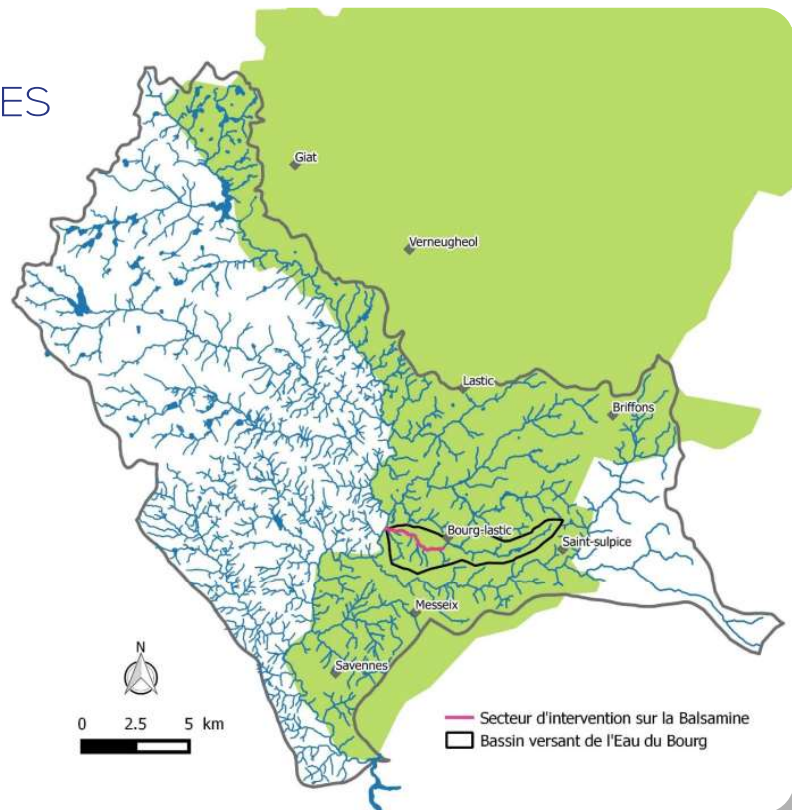 ES
Giat
Verneugheol
Lastic
Briffons
Bourg-lastic
Saint-sulpice
Messeix
Savennes
N
0 2.5 5 km
Secteur d'intervention sur la Balsamine
Bassin versant de l'Eau du Bourg